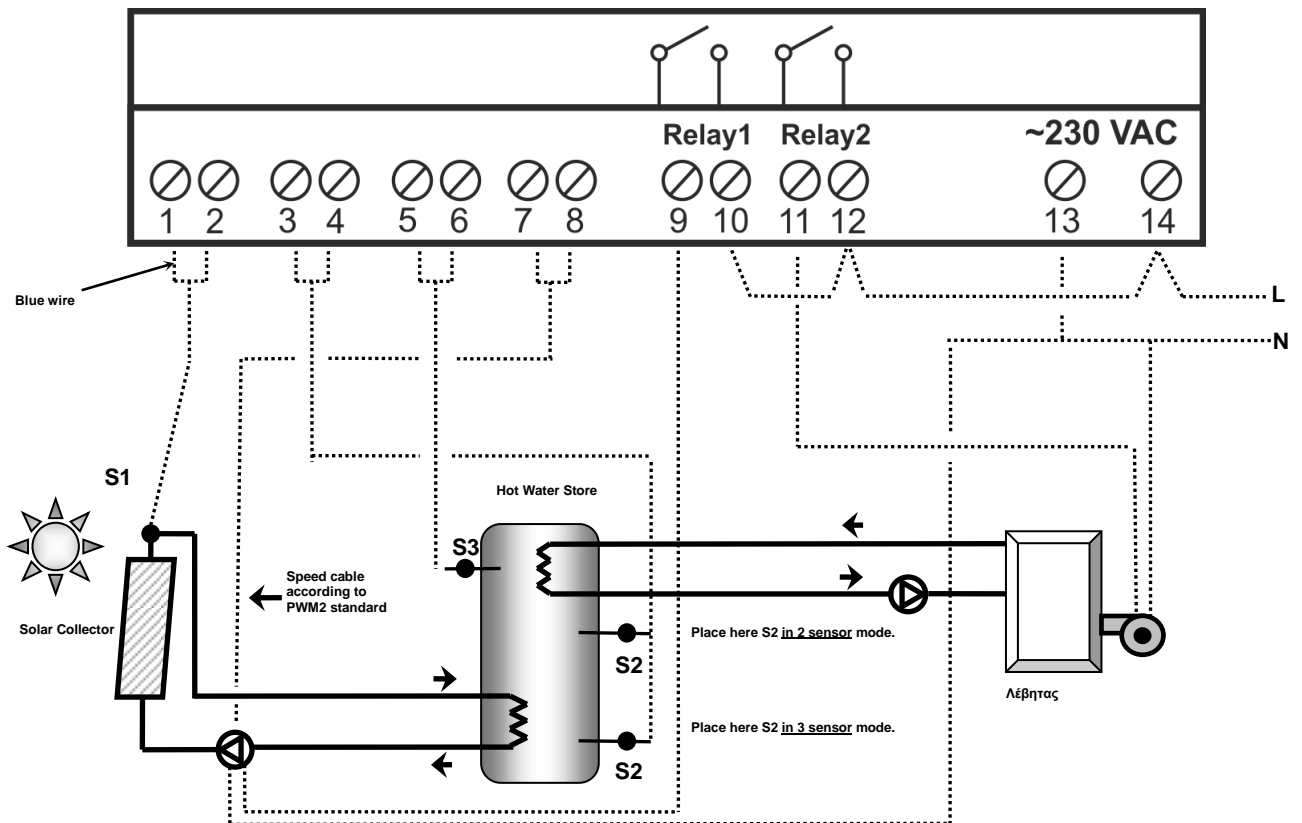 Relay1 Relay2 ~230 VAC
1 2 3 4 5 6 7 8 9 10 11 12 13 14
Blue wire
L
N
S1
Hot Water Store
S3
Speed cable
according to
PWM2 standard
Solar Collector
Place here S2 in 2 sensor mode.
S2
Λέβητας
Place here S2 in 3 sensor mode.
S2